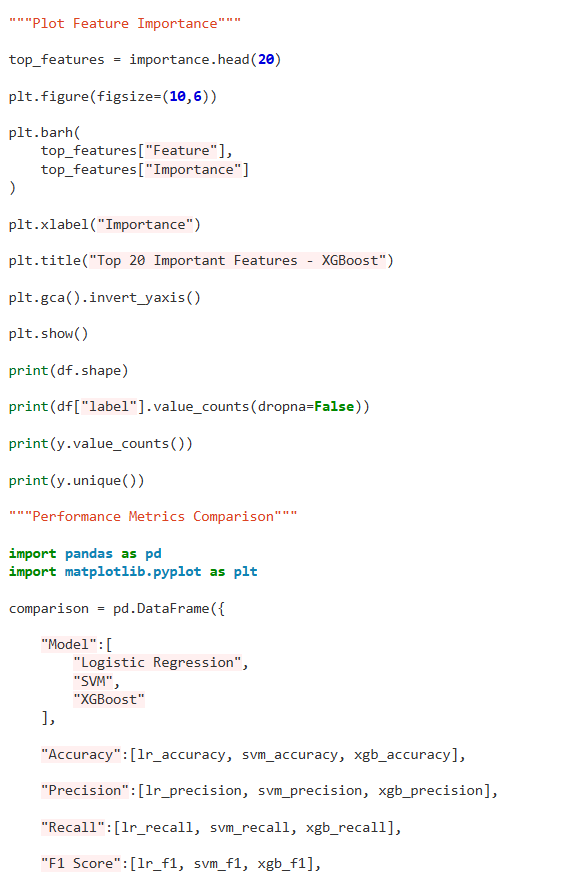 """Plot Feature Importance"""
top_features = importance.head(20)
plt.figure(figsize=(10,6))
plt.barh(
    top_features["Feature"],
    top_features["Importance"]
)
plt.xlabel("Importance")
plt.title("Top 20 Important Features - XGBoost")
plt.gca().invert_yaxis()
plt.show()
print(df.shape)
print(df["label"].value_counts(dropna=False))
print(y.value_counts())
print(y.unique())
"""Performance Metrics Comparison"""
import pandas as pd
import matplotlib.pyplot as plt
comparison = pd.DataFrame({
    "Model":[
        "Logistic Regression",
        "SVM",
        "XGBoost"
    ],
    "Accuracy":[lr_accuracy, svm_accuracy, xgb_accuracy],
    "Precision":[lr_precision, svm_precision, xgb_precision],
    "Recall":[lr_recall, svm_recall, xgb_recall],
    "F1 Score":[lr_f1, svm_f1, xgb_f1],